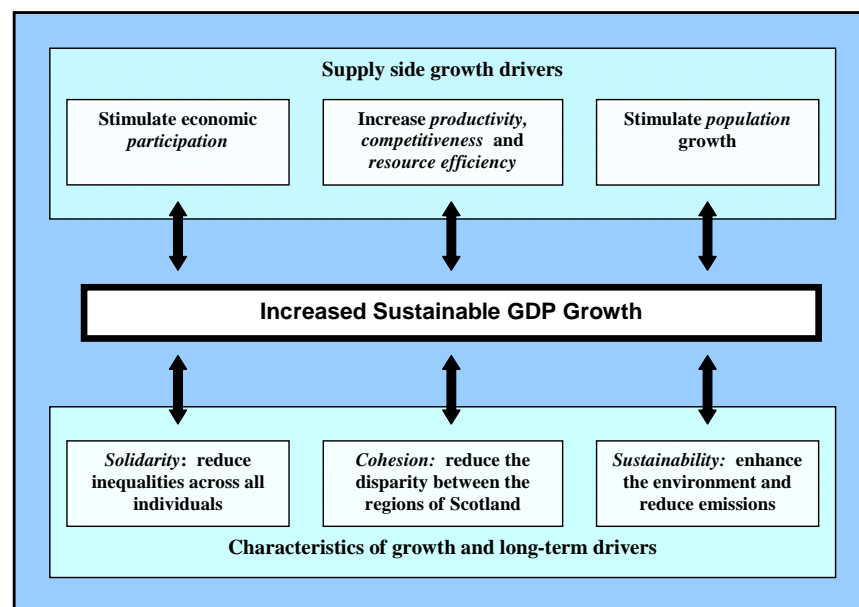 Supply side growth drivers
Stimulate economic
participation
Increase productivity,
competitiveness and
resource efficiency
Stimulate population
growth
Increased Sustainable GDP Growth
Solidarity: reduce
inequalities across all
individuals
Cohesion: reduce the
disparity between the
regions of Scotland
Sustainability: enhance
the environment and
reduce emissions
Characteristics of growth and long-term drivers